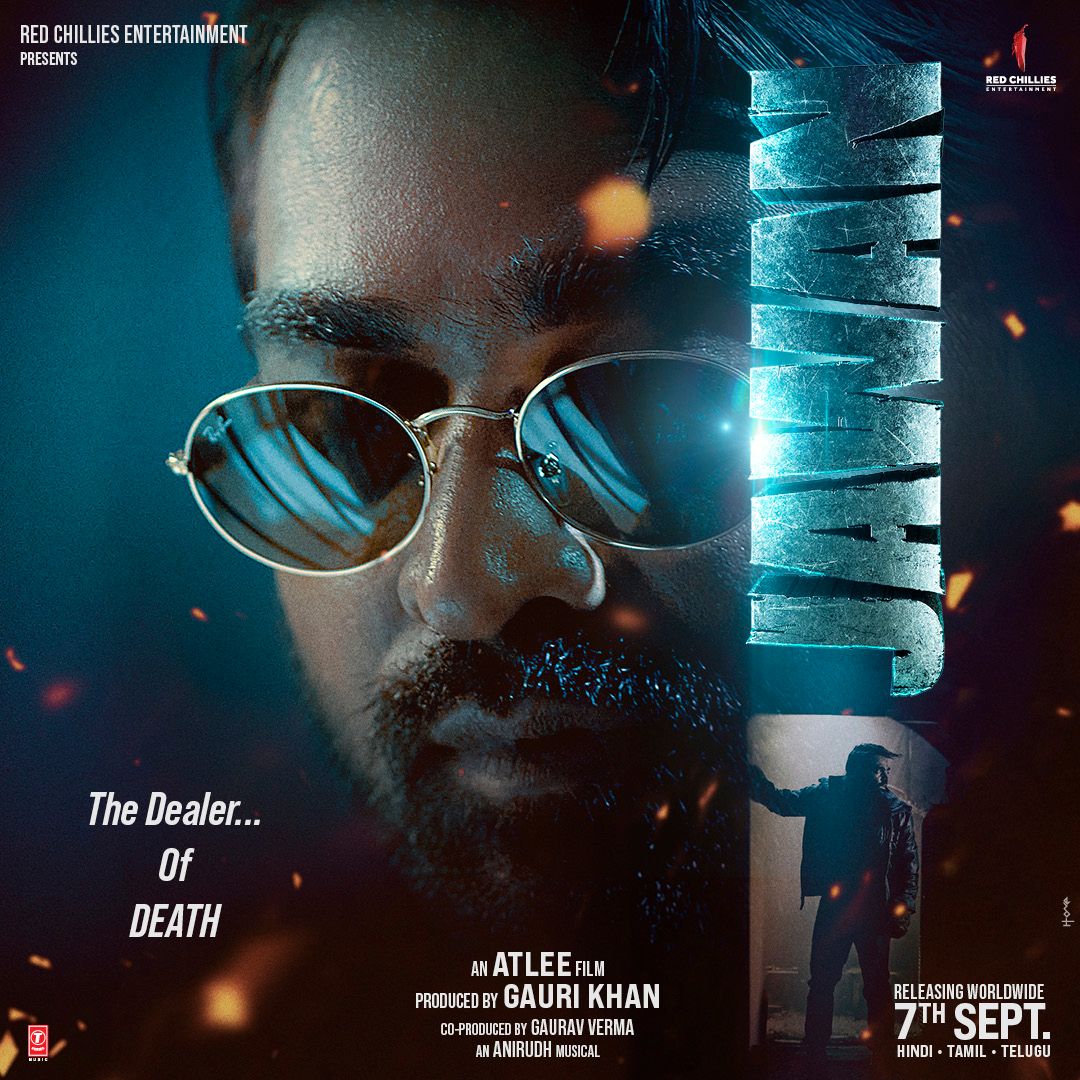 RED CHILLIES ENTERTAINMENT
PRESENTS
RED CHILLIES
ENTERTAINMENT
JAWAN
The Dealer...
Of
DEATH
AN ATLEE FILM
PRODUCED BY GAURI KHAN
CO-PRODUCED BY GAURAV VERMA
AN ANIRUDH MUSICAL
RELEASING WORLDWIDE
7TH SEPT.
HINDI • TAMIL • TELUGU
T
MUSIC